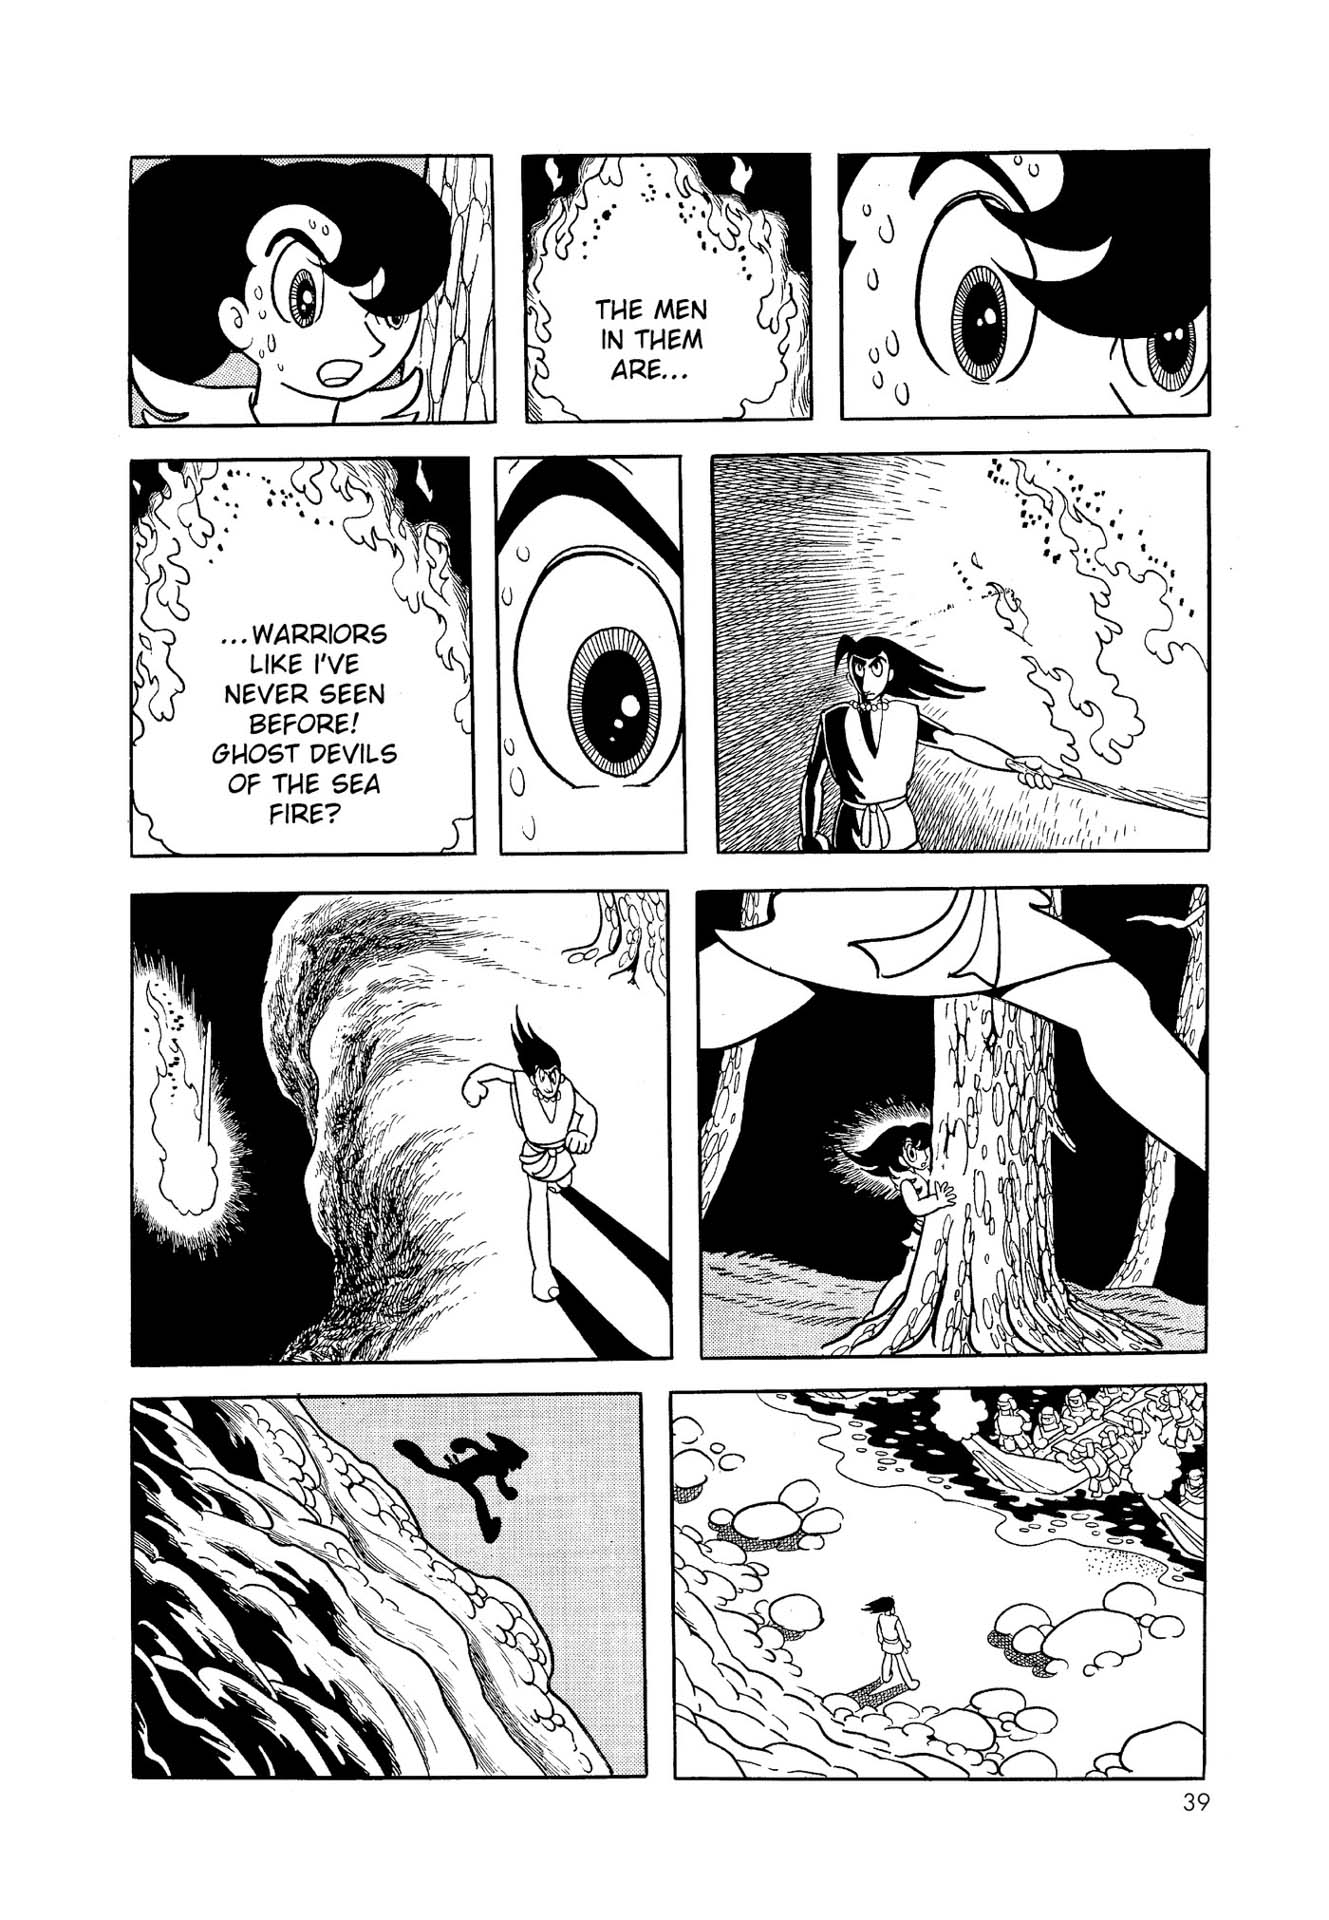 THE MEN
IN THEM
ARE...
...WARRIORS
LIKE I'VE
NEVER SEEN
BEFORE!
GHOST DEVILS
OF THE SEA
FIRE?
39